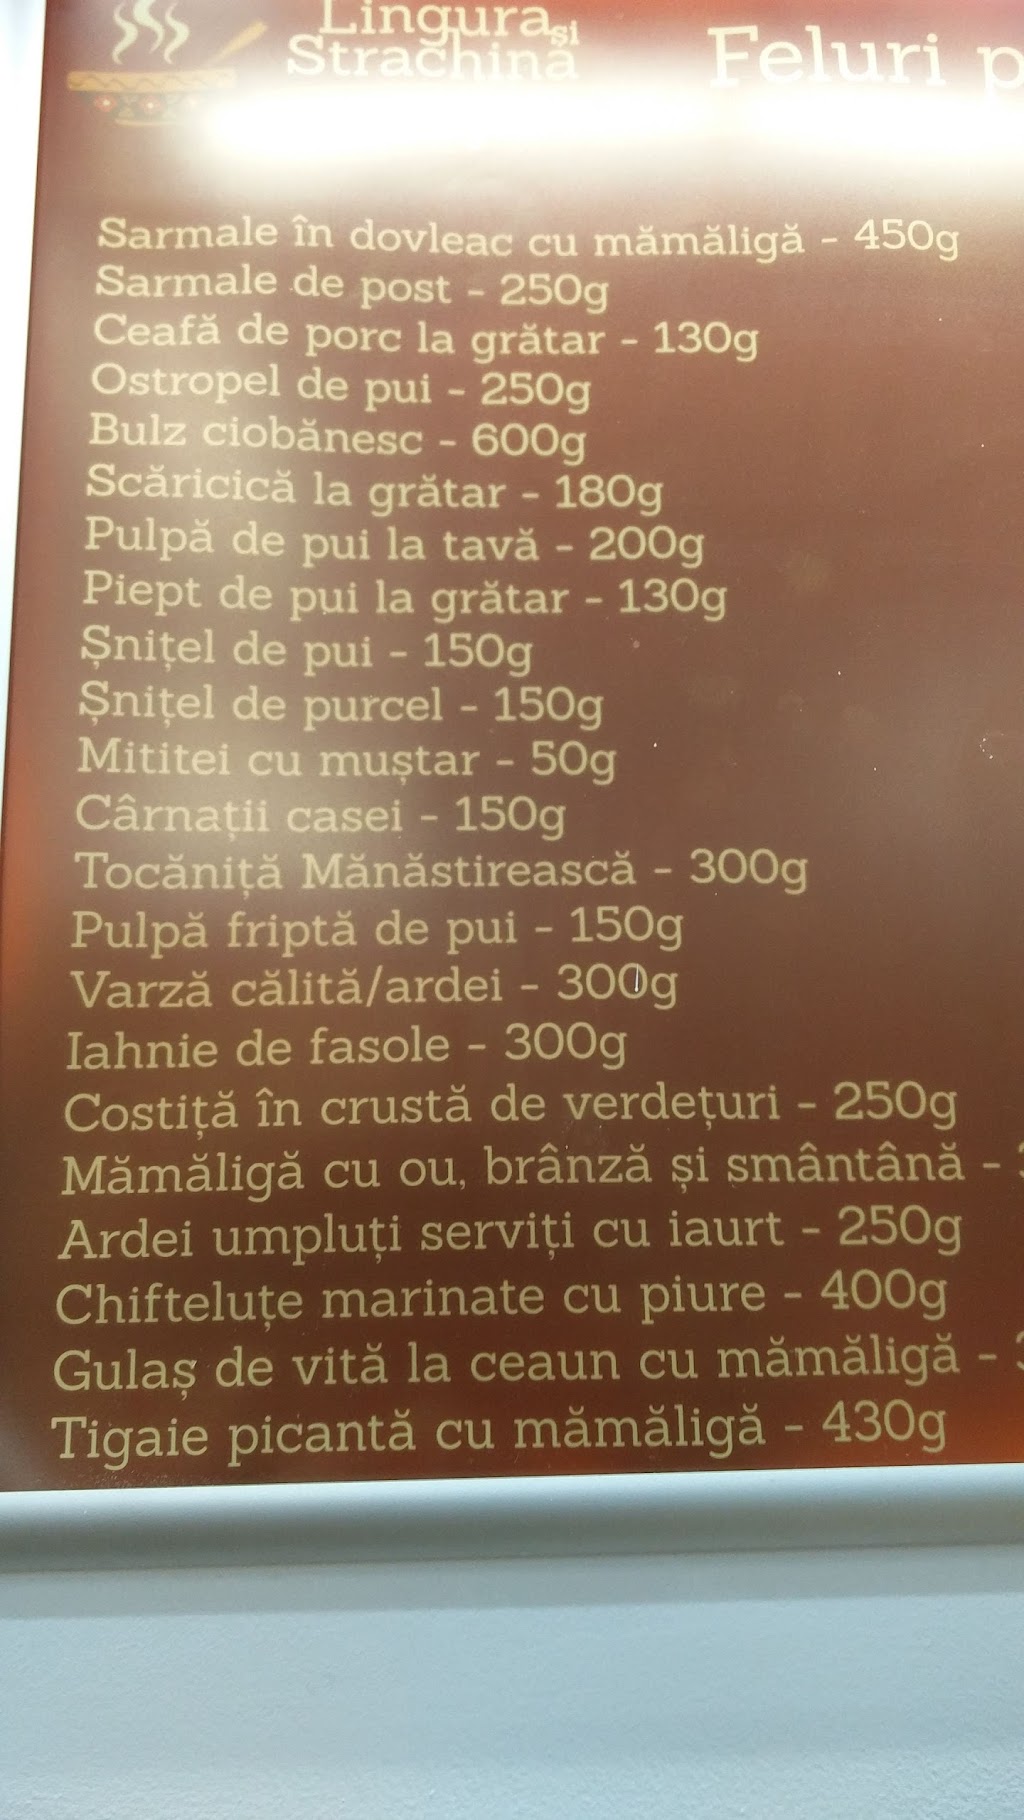 Lingura și
Strachina
Feluri
Sarmale în dovleac cu mămăligă - 450g
Sarmale de post - 250g
Ceafă de porc la grătar - 130g
Ostropel de pui - 250g
Bulz ciobănesc - 600g
Scăricică la grătar - 180g
Pulpă de pui la tavă - 200g
Piept de pui la grătar - 130g
Șnițel de pui - 150g
Șnițel de purcel - 150g
Mititei cu muștar - 50g
Cârnații casei - 150g
Tocăniță Mănăstirească - 300g
Pulpă friptă de pui - 150g
Varză călită/ardei - 300g
Iahnie de fasole - 300g
Costiță în crustă de verdețuri - 250g
Mămăligă cu ou, brânză și smântână -
Ardei umpluți serviți cu iaurt - 250g
Chifteluțe marinate cu piure - 400g
Gulaș de vită la ceaun cu mămăligă -
Tigaie picantă cu mămăligă - 430g